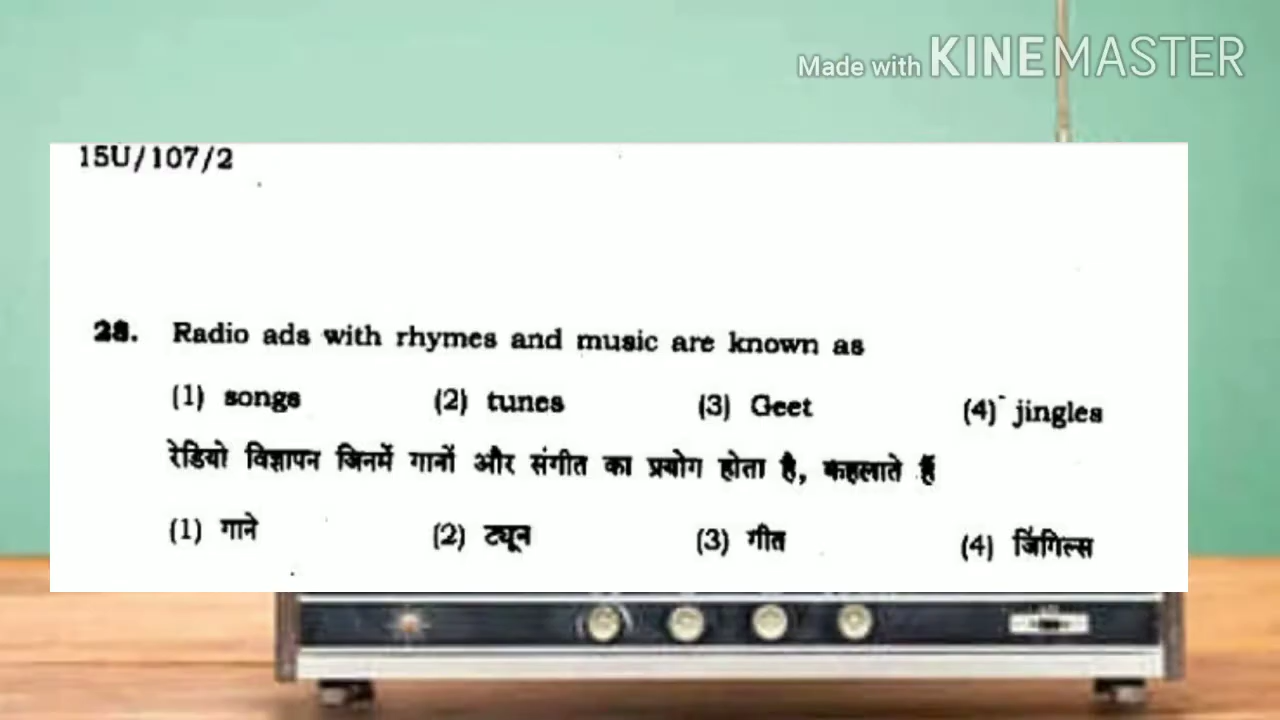 Made with KINEMASTER
15U/107/2
28. Radio ads with rhymes and music are known as
(1) songs (2) tunes (3) Geet (4) jingles
रेडियो विज्ञापन जिनमें गानों और संगीत का प्रयोग होता है, कहलाते हैं
(1) गाने (2) ट्यून (3) गीत (4) जिंगिल्स